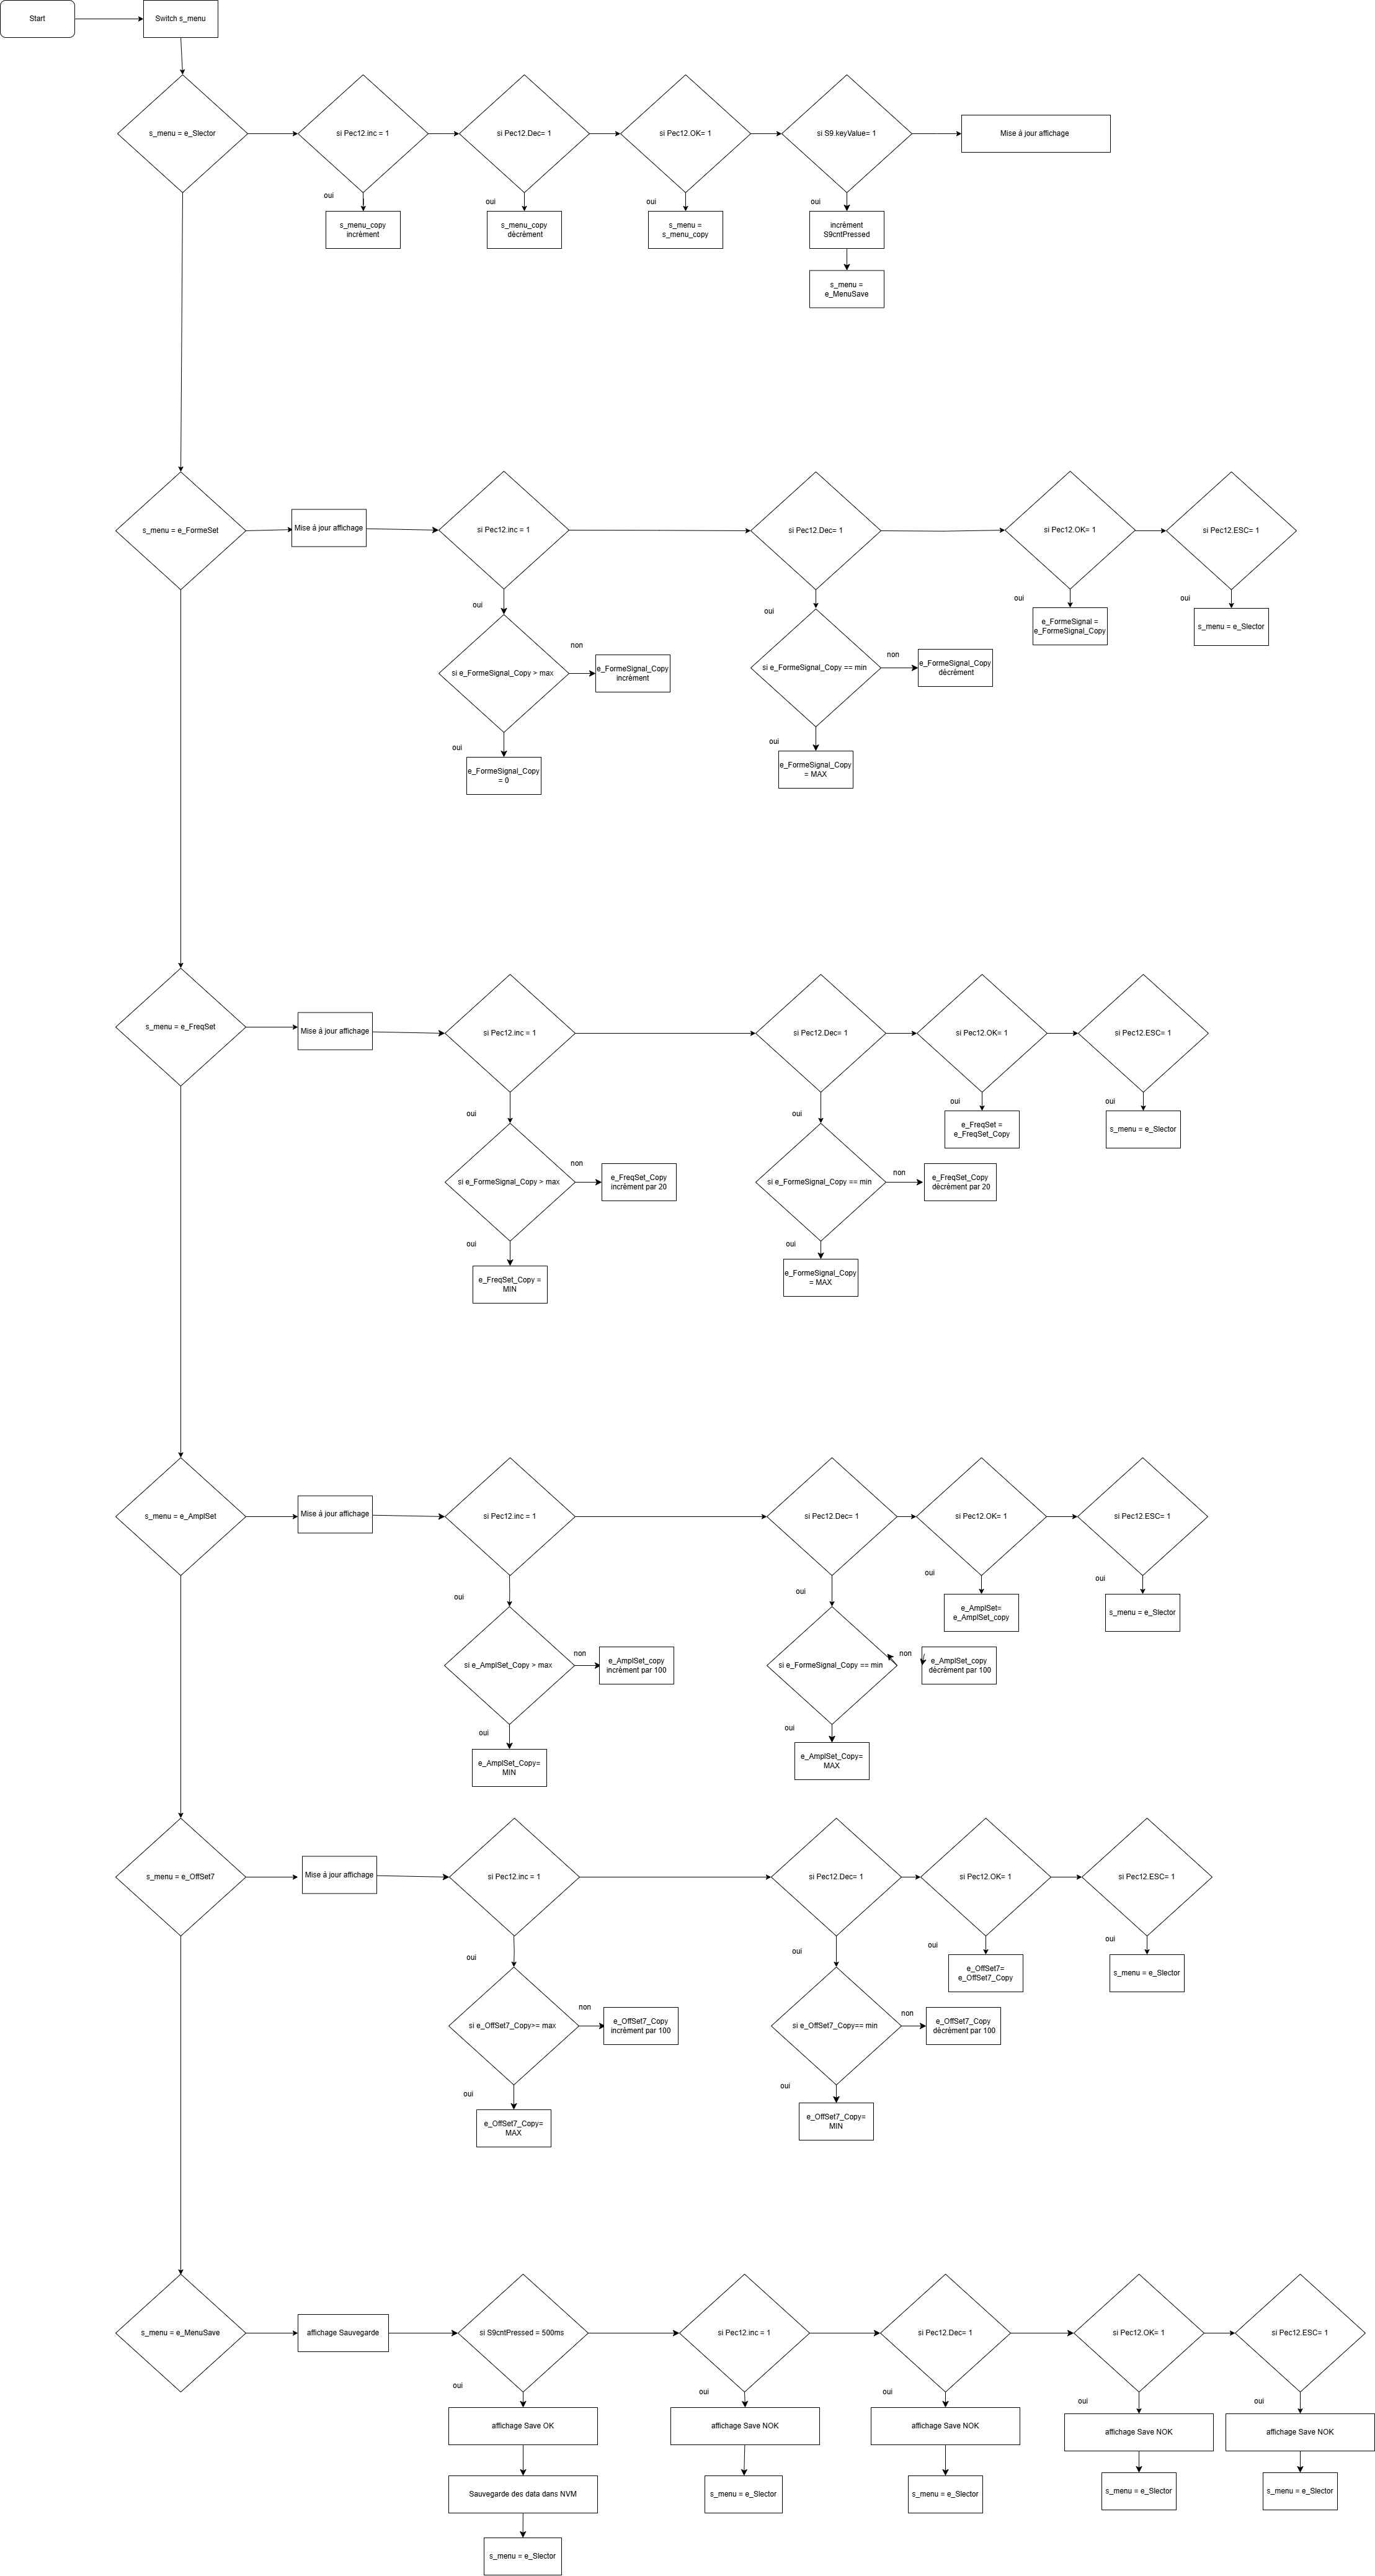 Start
Switch s_menu
s_menu = e_Slector
si Pec12.inc = 1
si Pec12.Dec= 1
si Pec12.OK= 1
si S9.keyValue= 1
Mise à jour affichage
oui
oui
oui
oui
s_menu_copy
incrèment
s_menu_copy
dècrèment
s_menu =
s_menu_copy
incrèment
S9cntPressed
s_menu =
e_MenuSave
s_menu = e_FormeSet
Mise à jour affichage
si Pec12.inc = 1
si Pec12.Dec= 1
si Pec12.OK= 1
si Pec12.ESC= 1
oui
oui
oui
oui
e_FormeSignal =
e_FormeSignal_Copy
s_menu = e_Slector
si e_FormeSignal_Copy > max
non
e_FormeSignal_Copy
incrèment
si e_FormeSignal_Copy == min
non
e_FormeSignal_Copy
dècrèment
oui
oui
e_FormeSignal_Copy
= 0
e_FormeSignal_Copy
= MAX
s_menu = e_FreqSet
Mise à jour affichage
si Pec12.inc = 1
si Pec12.Dec= 1
si Pec12.OK= 1
si Pec12.ESC= 1
oui
oui
oui
oui
e_FreqSet =
e_FreqSet_Copy
s_menu = e_Slector
si e_FormeSignal_Copy > max
non
e_FreqSet_Copy
incrèment par 20
si e_FormeSignal_Copy == min
non
e_FreqSet_Copy
dècrèment par 20
oui
oui
e_FreqSet_Copy =
MIN
e_FormeSignal_Copy
= MAX
s_menu = e_AmplSet
Mise à jour affichage
si Pec12.inc = 1
si Pec12.Dec= 1
si Pec12.OK= 1
si Pec12.ESC= 1
oui
oui
oui
oui
e_AmplSet=
e_AmplSet_copy
s_menu = e_Slector
si e_AmplSet_Copy > max
non
e_AmplSet_copy
incrèment par 100
si e_FormeSignal_Copy == min
non
e_AmplSet_copy
dècrèment par 100
oui
oui
e_AmplSet_Copy=
MIN
e_AmplSet_Copy=
MAX
s_menu = e_OffSet7
Mise à jour affichage
si Pec12.inc = 1
si Pec12.Dec= 1
si Pec12.OK= 1
si Pec12.ESC= 1
oui
oui
oui
oui
e_OffSet7=
e_OffSet7_Copy
s_menu = e_Slector
si e_OffSet7_Copy>= max
non
e_OffSet7_Copy
incrèment par 100
si e_OffSet7_Copy== min
non
e_OffSet7_Copy
dècrèment par 100
oui
oui
e_OffSet7_Copy=
MAX
e_OffSet7_Copy=
MIN
s_menu = e_MenuSave
affichage Sauvegarde
si S9cntPressed = 500ms
si Pec12.inc = 1
si Pec12.Dec= 1
si Pec12.OK= 1
si Pec12.ESC= 1
oui
oui
oui
oui
oui
affichage Save OK
affichage Save NOK
affichage Save NOK
affichage Save NOK
affichage Save NOK
Sauvegarde des data dans NVM
s_menu = e_Slector
s_menu = e_Slector
s_menu = e_Slector
s_menu = e_Slector
s_menu = e_Slector